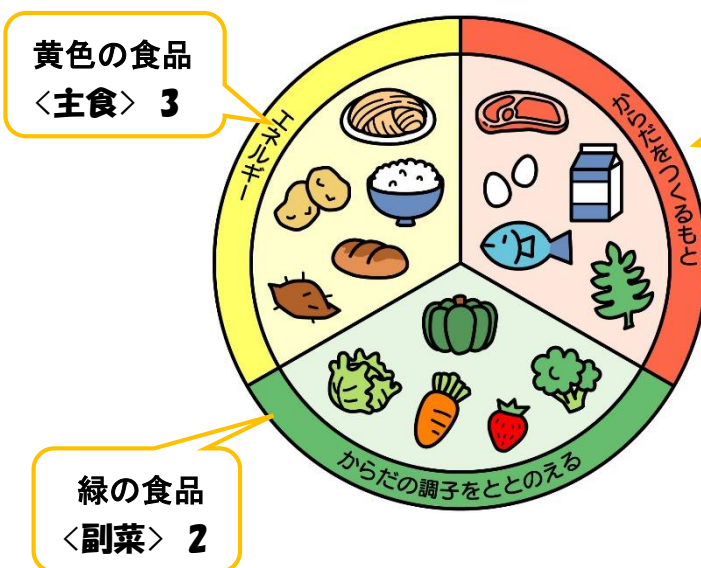 黄色の食品
<主食> 3
エネルギー
からだをつくるもと
緑の食品
<副菜> 2
からだの調子をととのえる